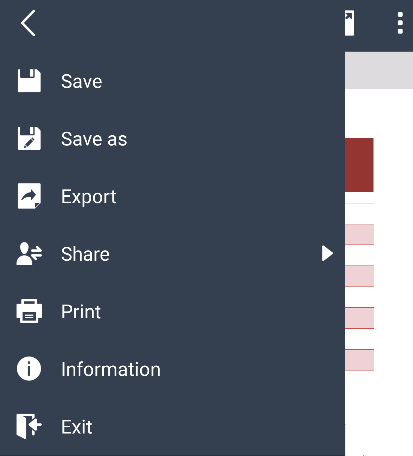 Save
Save as
Export
Share
Print
Information
Exit